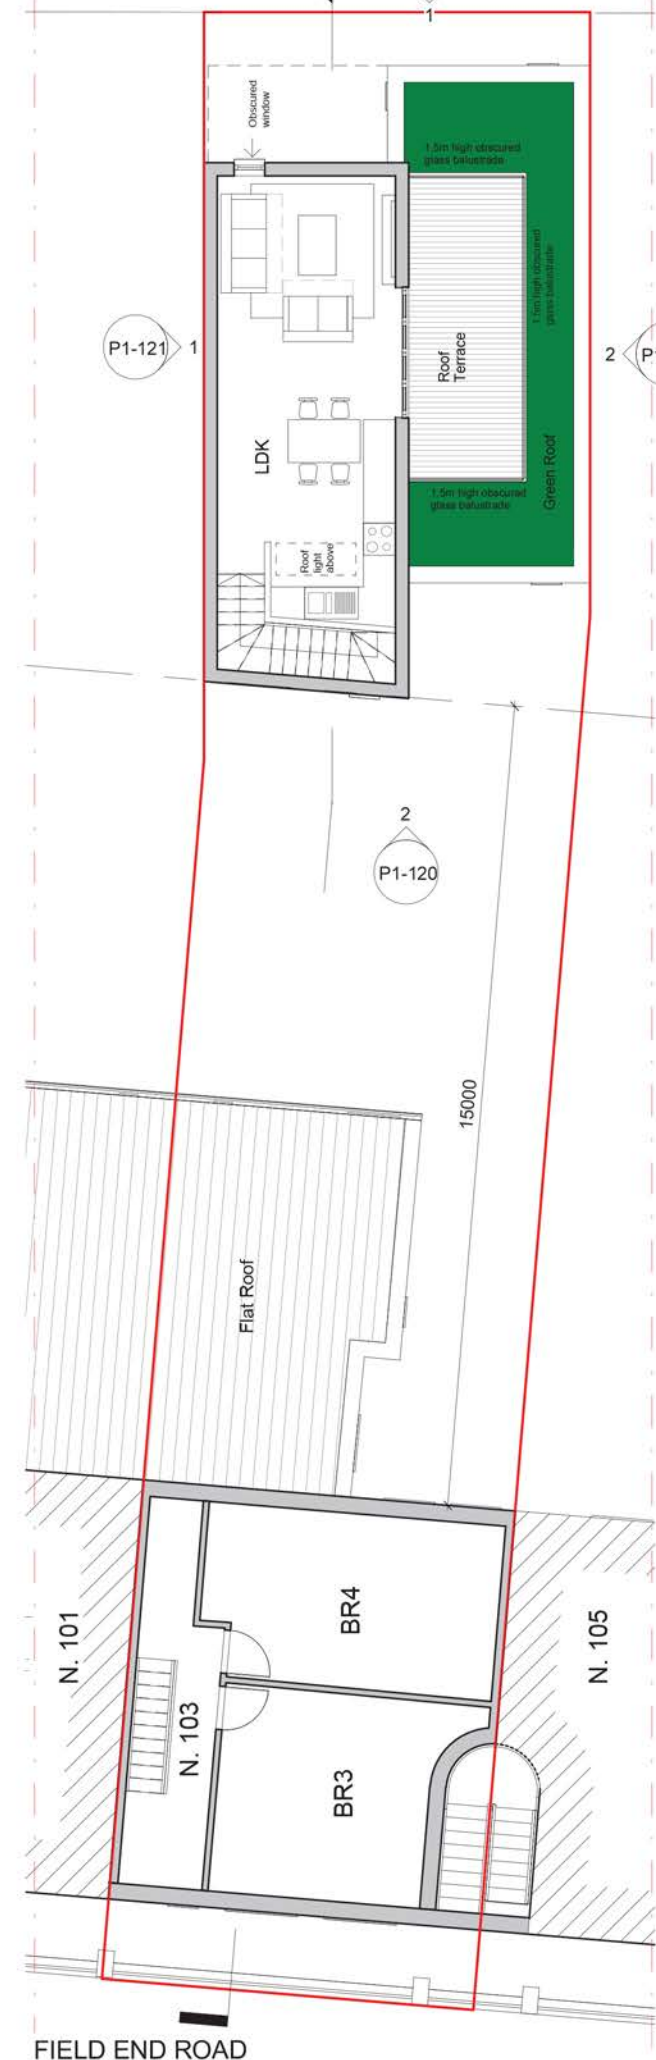 1
Obscured
window
1.5m high obscured
glass balustrade
1.5m high obscured
glass balustrade
P1-121
1
2
P
Roof
Terrace
LDK
Green Roof
1.5m high obscured
glass balustrade
Roof
light
above
2
P1-120
15000
Flat Roof
N. 101
BR4
N. 105
N. 103
BR3
FIELD END ROAD